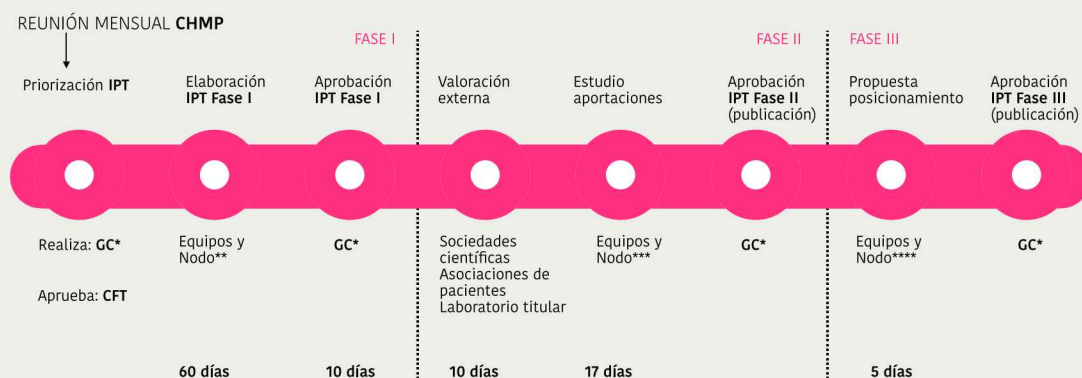 REUNIÓN MENSUAL CHMP
FASE I
FASE II
FASE III
Priorización IPT
Elaboración
IPT Fase I
Aprobación
IPT Fase I
Valoración
externa
Estudio
aportaciones
Aprobación
IPT Fase II
(publicación)
Propuesta
posicionamiento
Aprobación
IPT Fase III
(publicación)
Realiza: GC*
Aprueba: CFT
Equipos y
Nodo**
GC*
Sociedades
científicas
Asociaciones de
pacientes
Laboratorio titular
Equipos y
Nodo***
GC*
Equipos y
Nodo****
GC*
60 días
10 días
10 días
17 días
5 días